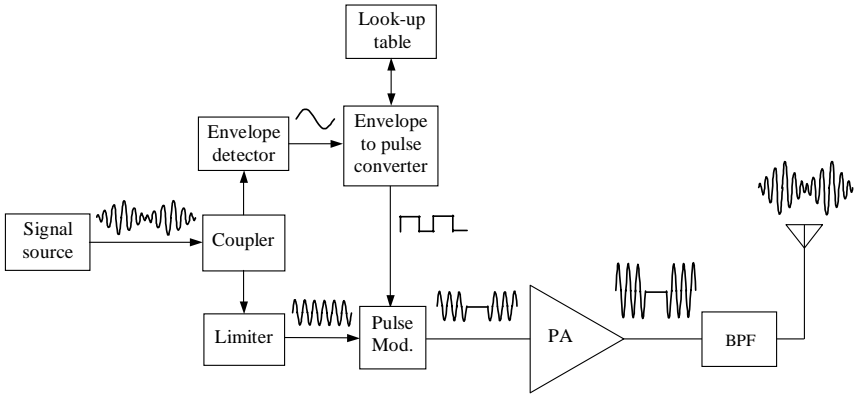 Look-up
table
Envelope
detector
Envelope
to pulse
converter
Signal
source
Coupler
Limiter
Pulse
Mod.
PA
BPF